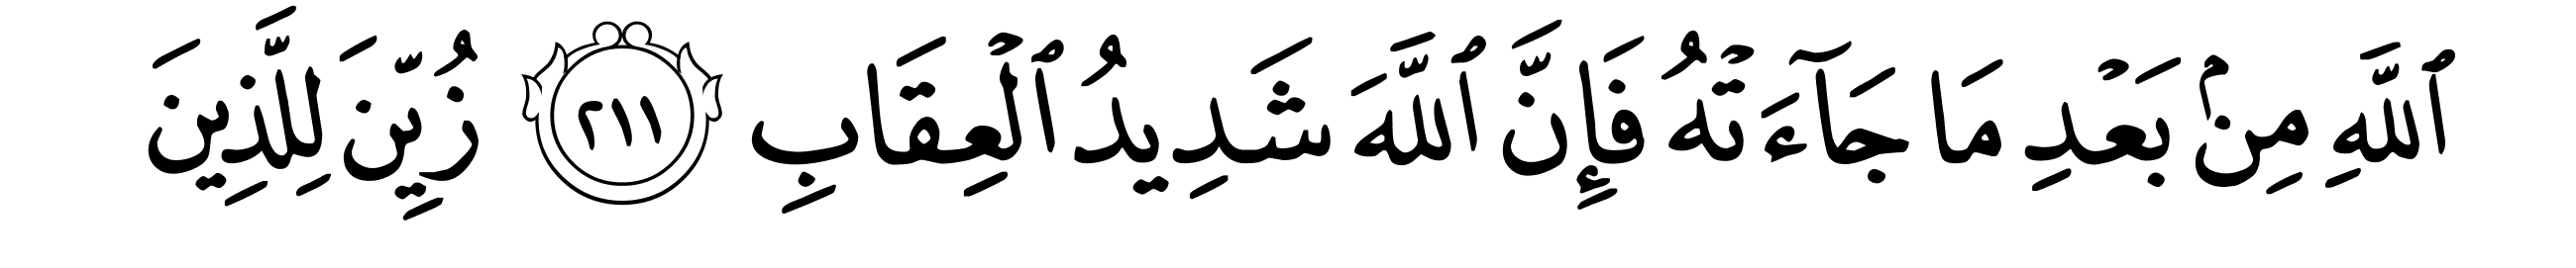 ٱللَّهِ مِنۢ بَعْدِ مَا جَآءَتْهُ فَإِنَّ ٱللَّهَ شَدِيدُ ٱلْعِقَابِ ٢١١ زُيِّنَ لِلَّذِينَ